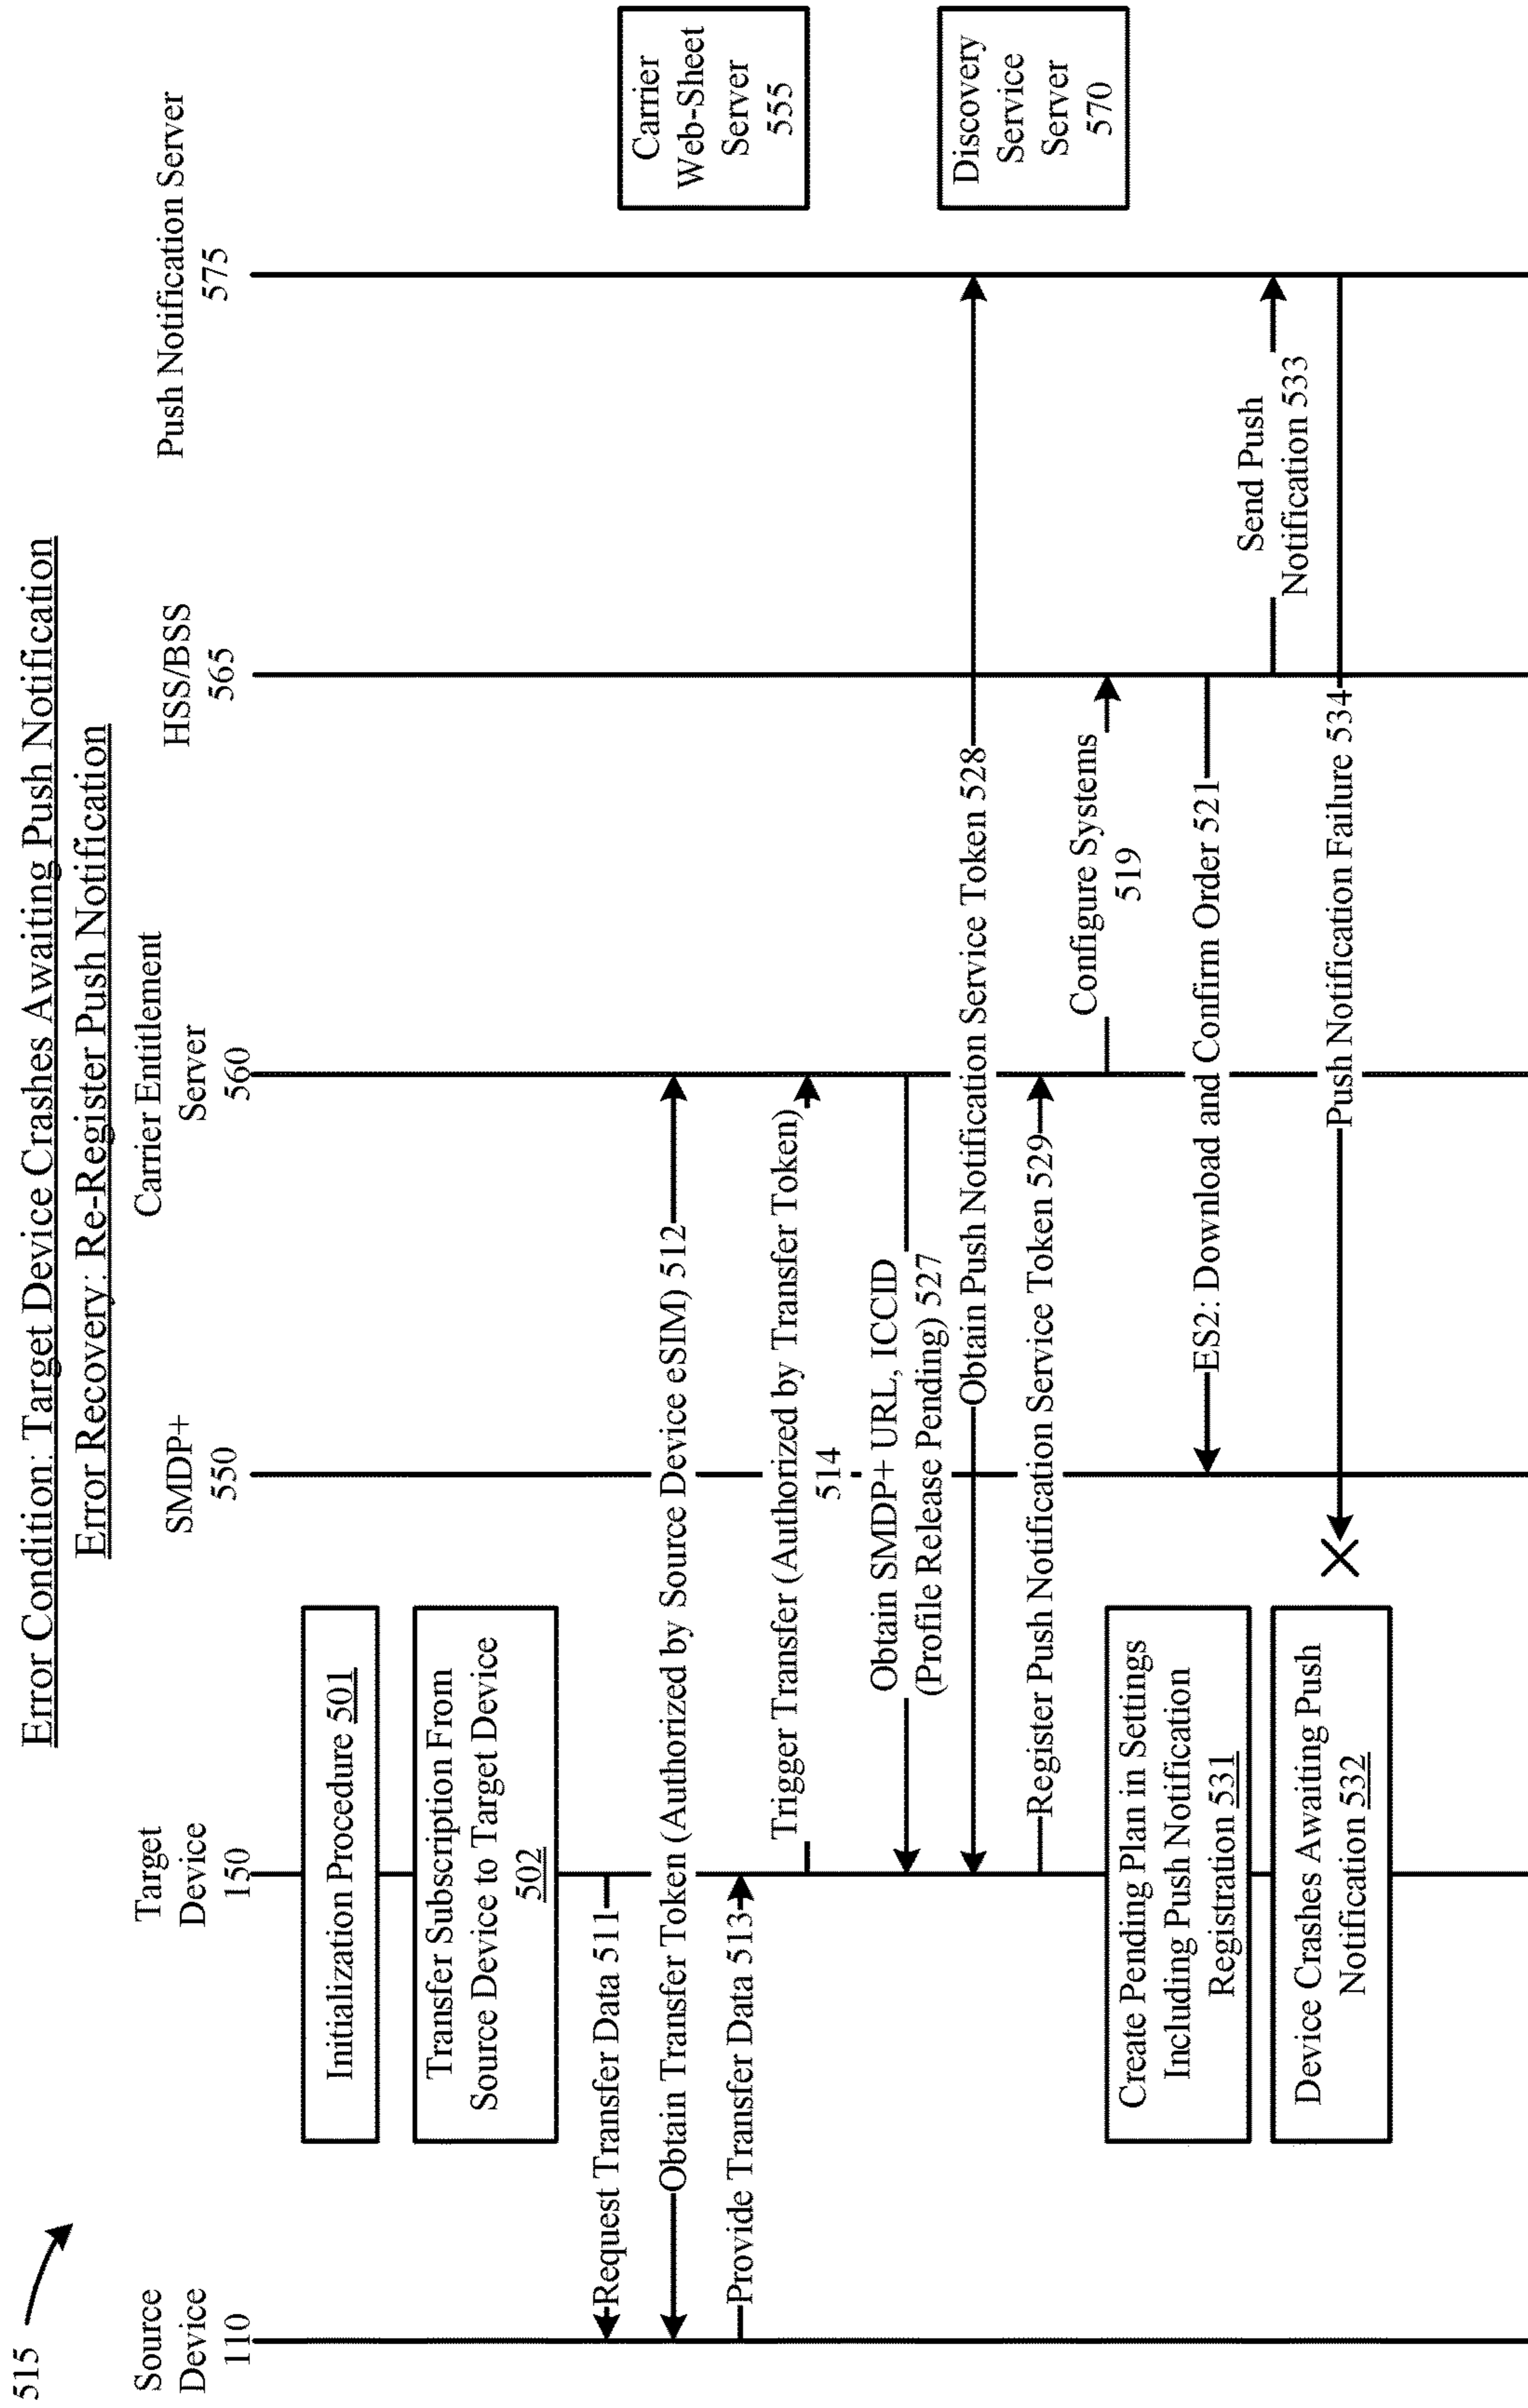 515
Error Condition: Target Device Crashes Awaiting Push Notification
Error Recovery: Re-Register Push Notification
Source
Device
110
Target
Device
150
SMDP+
550
Carrier Entitlement
Server
560
HSS/BSS
565
Push Notification Server
575
Initialization Procedure 501
Transfer Subscription From
Source Device to Target Device
502
Request Transfer Data 511
Carrier
Web-Sheet
Server
555
Obtain Transfer Token (Authorized by Source Device eSIM) 512
Provide Transfer Data 513
Trigger Transfer (Authorized by Transfer Token)
514
Obtain SMDP+ URL, ICCID
(Profile Release Pending) 527
Discovery
Service
Server
570
Obtain Push Notification Service Token 528
Register Push Notification Service Token 529
Configure Systems
519
Create Pending Plan in Settings
Including Push Notification
Registration 531
ES2: Download and Confirm Order 521
Send Push
Notification 533
Device Crashes Awaiting Push
Notification 532
Push Notification Failure 534